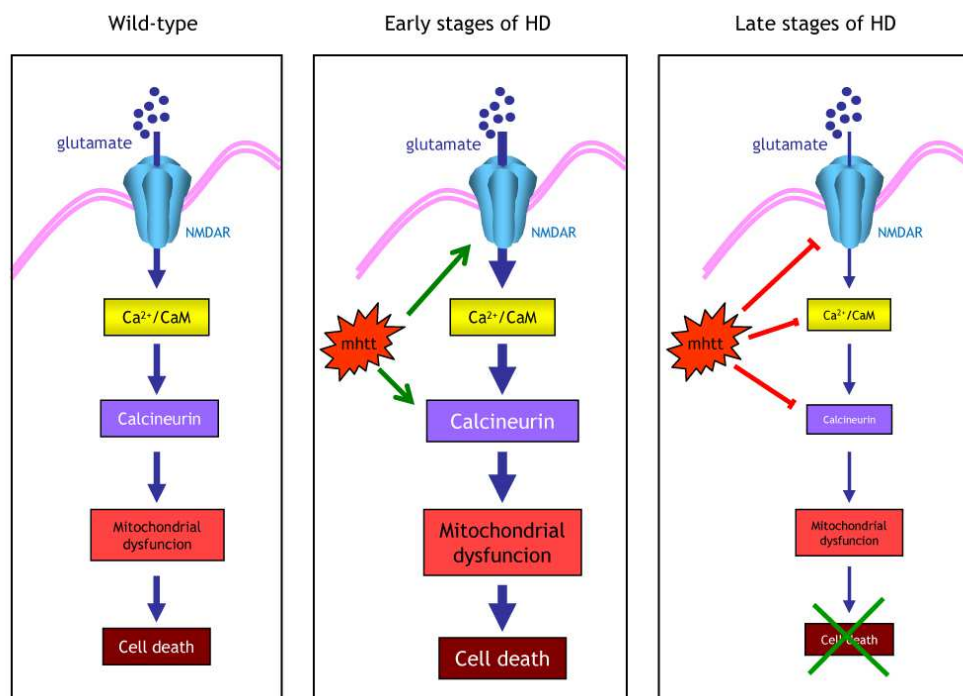 Wild-type
glutamate
NMDAR
Ca²⁺/CaM
Calcineurin
Mitochondrial
dysfuncion
Cell death
Early stages of HD
glutamate
NMDAR
mhtt
Ca²⁺/CaM
Calcineurin
Mitochondrial
dysfuncion
Cell death
Late stages of HD
glutamate
NMDAR
mhtt
Ca²⁺/CaM
Calcineurin
Mitochondrial
dysfuncion
Cell death